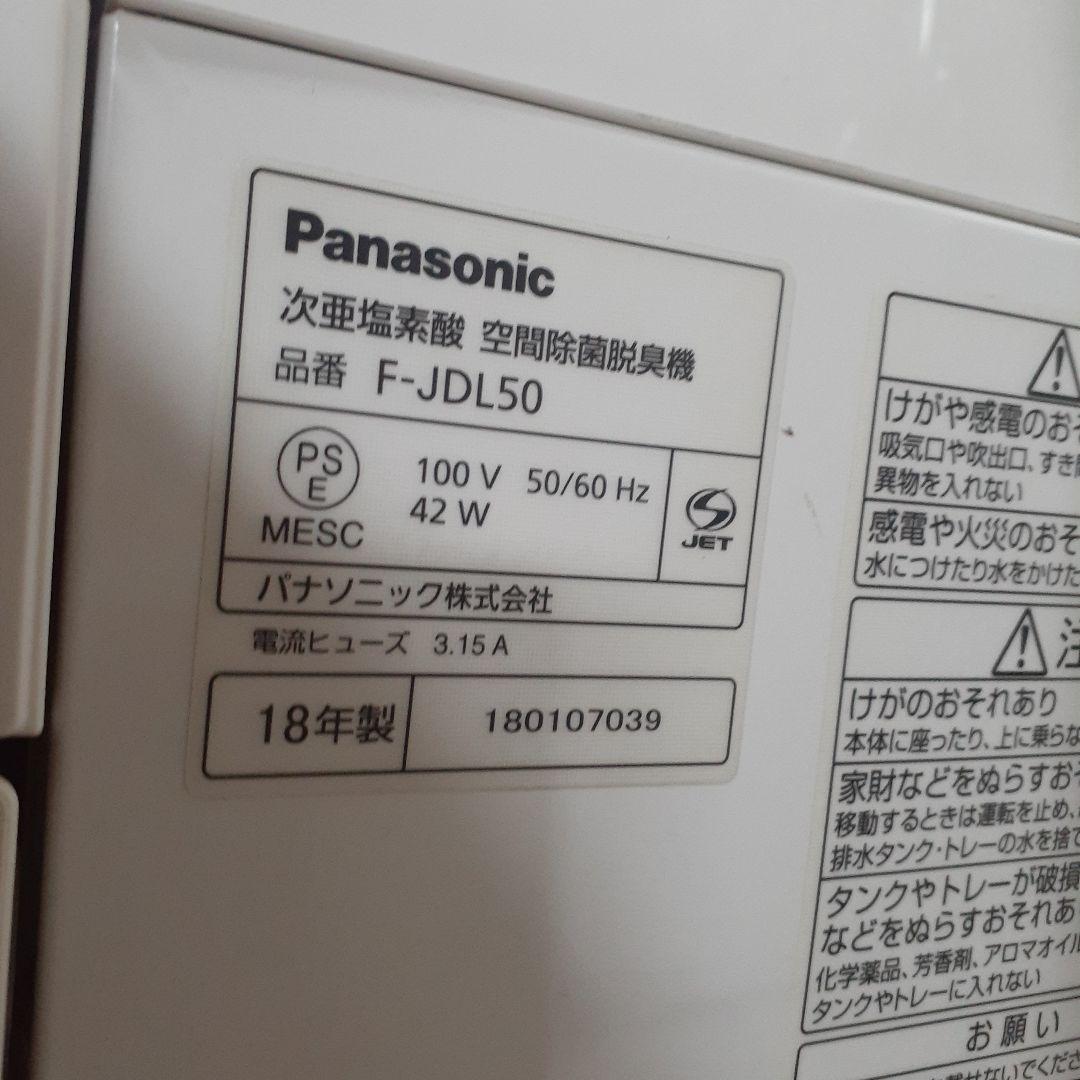 Panasonic
次亜塩素酸 空間除菌脱臭機
品番 F-JDL50
PS
E
MESC
100 V 50/60 Hz
42 W
JET
パナソニック株式会社
電流ヒューズ 3.15 A
18年製 180107039
けがや感電のおそ
吸気口や吹出口、すき
異物を入れない
感電や火災のおそ
水につけたり水をかけた
けがのおそれあり
本体に座ったり、上に乗らな
家財などをぬらすおそ
移動するときは運転を止め、
排水タンク・トレーの水を捨て
タンクやトレーが破損
などをぬらすおそれあ
化学薬品、芳香剤、アロマオイル
タンクやトレーに入れない
お願い
せないでくださ